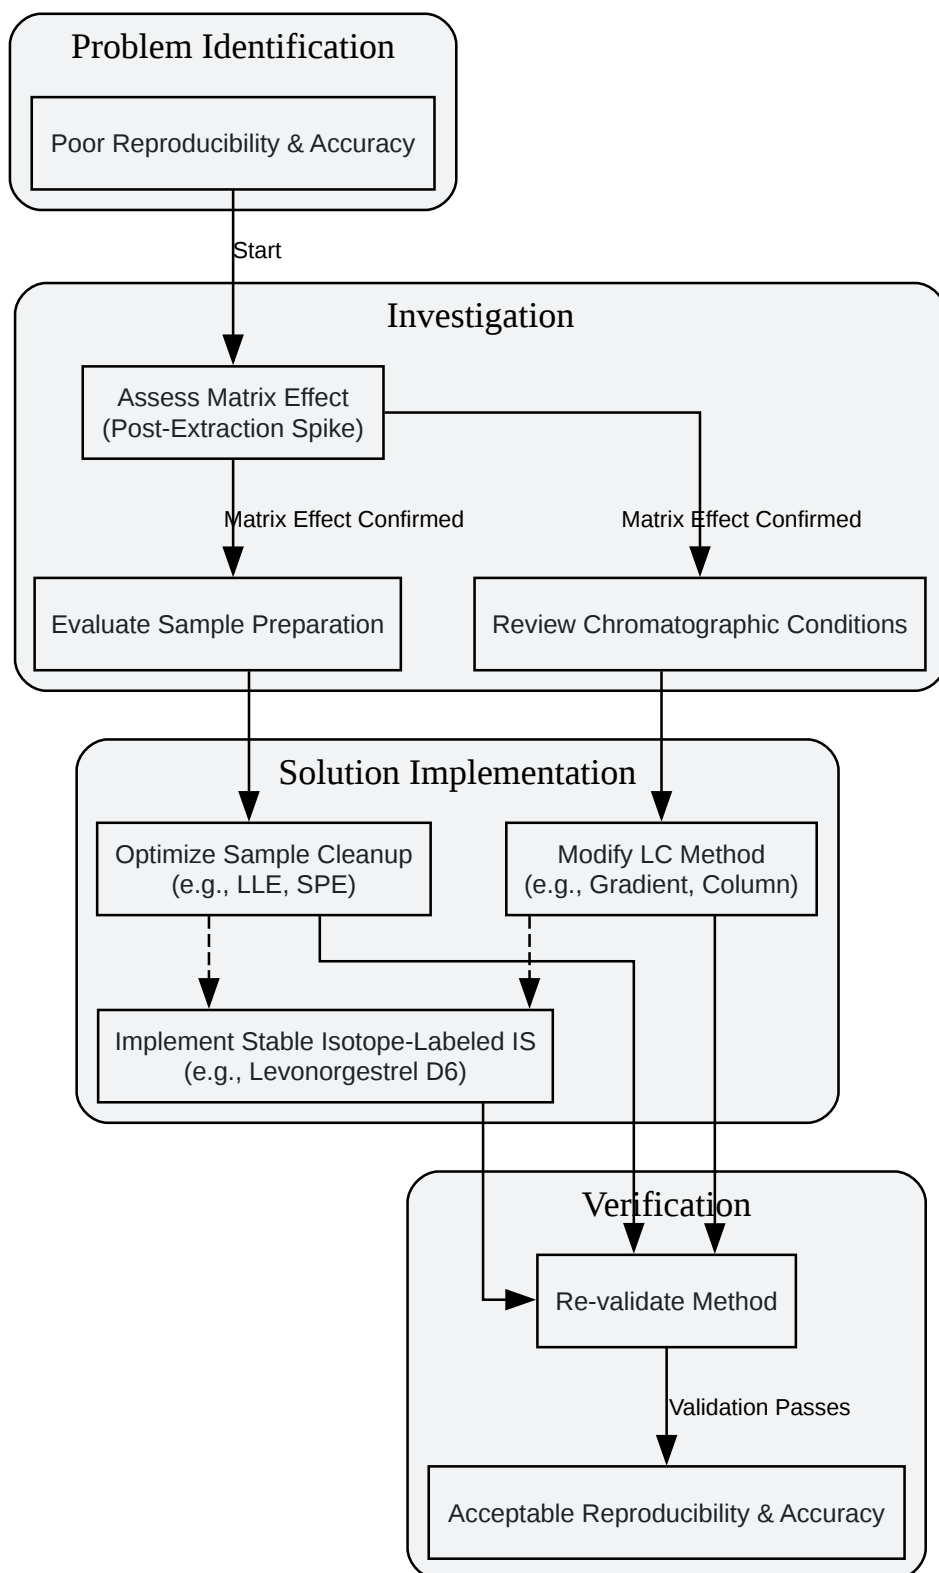 Problem Identification
Poor Reproducibility & Accuracy
Start
Investigation
Assess Matrix Effect
(Post-Extraction Spike)
Matrix Effect Confirmed
Matrix Effect Confirmed
Evaluate Sample Preparation
Review Chromatographic Conditions
Solution Implementation
Optimize Sample Cleanup
(e.g., LLE, SPE)
Modify LC Method
(e.g., Gradient, Column)
Implement Stable Isotope-Labeled IS
(e.g., Levonorgestrel D6)
Verification
Re-validate Method
Validation Passes
Acceptable Reproducibility & Accuracy